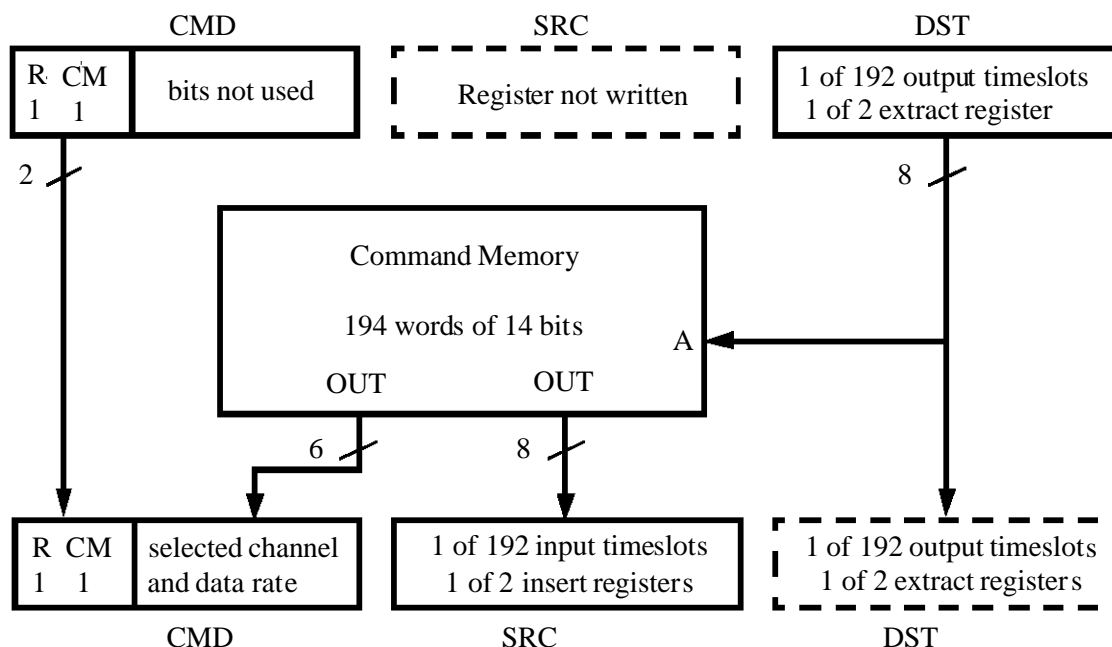 CMD SRC DST
R CM
1 1
bits not used
Register not written
1 of 192 output timeslots
1 of 2 extract register
2
8
Command Memory
194 words of 14 bits
A
OUT OUT
6
8
R CM
1 1
selected channel
and data rate
1 of 192 input timeslots
1 of 2 insert registers
1 of 192 output timeslots
1 of 2 extract registers
CMD SRC DST